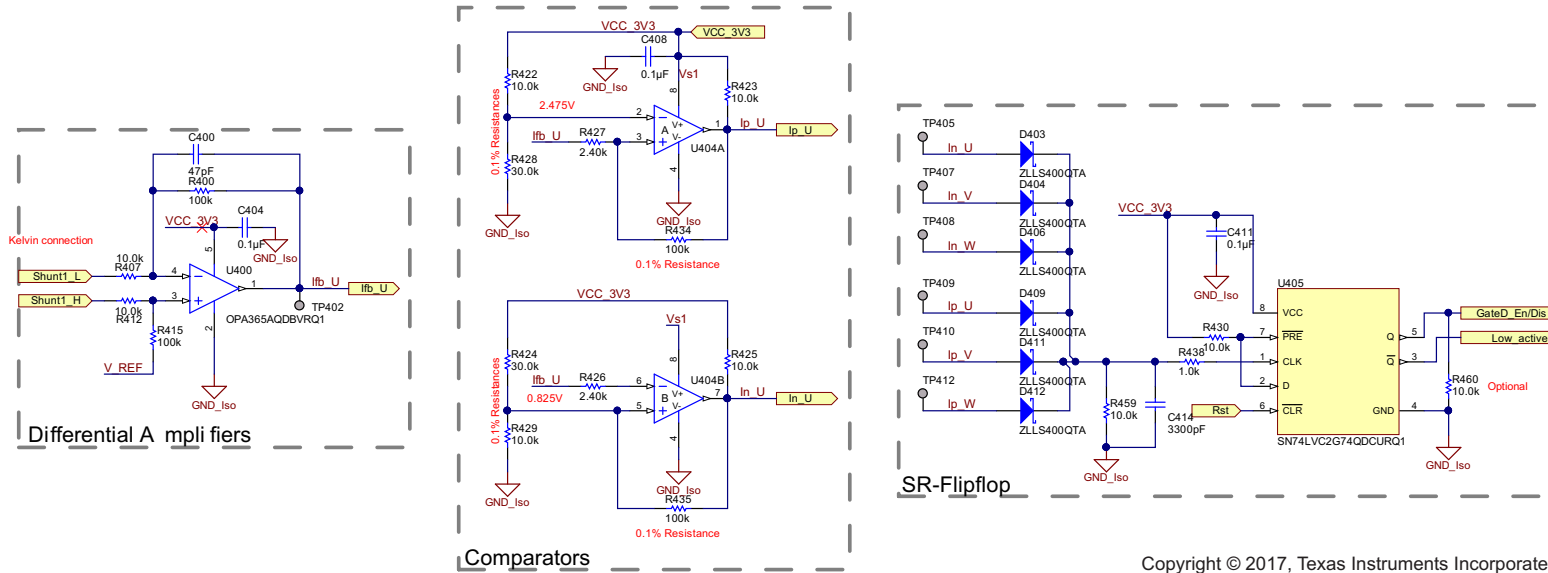 C400
47pF
R400
100k
VCC_3V3
C404
0.1µF
GND_Iso
Kelvin connection
Shunt1_L
10.0k
R407
4
5
U400
1
Ifb_U
Ifb_U
Shunt1_H
10.0k
R412
3
2
TP402
OPA365AQDBVRQ1
R415
100k
V_REF
GND_Iso
Differential A mpli fiers
VCC_3V3
VCC_3V3
C408
0.1µF
GND_Iso
Vs1
R422
10.0k
R423
10.0k
0.1% Resistances
2.475V
2
8
A
V+
V-
1
Ip_U
Ip_U
Ifb_U
R427
2.40k
3
U404A
4
R428
30.0k
GND_Iso
GND_Iso
R434
100k
0.1% Resistance
VCC_3V3
Vs1
R424
30.0k
R425
10.0k
0.1% Resistances
Ifb_U
R426
2.40k
6
8
U404B
0.825V
5
B
V+
V-
7
In_U
In_U
4
R429
10.0k
GND_Iso
GND_Iso
R435
100k
0.1% Resistance
Comparators
TP405
In_U
D403
ZLLS400QTA
TP407
In_V
D404
ZLLS400QTA
TP408
In_W
D406
ZLLS400QTA
TP409
Ip_U
D409
ZLLS400QTA
TP410
Ip_V
D411
ZLLS400QTA
TP412
Ip_W
D412
ZLLS400QTA
VCC_3V3
C411
0.1µF
GND_Iso
R430
10.0k
R438
1.0k
R459
10.0k
C414
3300pF
GND_Iso
Rst
U405
8
VCC
7
PRE
Q
5
GateD_En/Dis
1
CLK
Q
3
Low_active
2
D
6
CLR
GND
4
SN74LVC2G74QDCURQ1
R460
10.0k
Optional
GND_Iso
SR-Flipflop
Copyright © 2017, Texas Instruments Incorporate